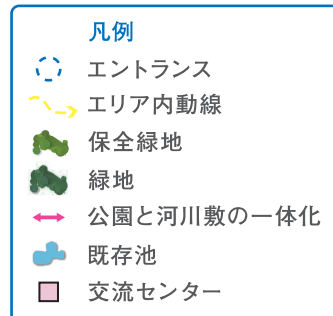 凡例
エントランス
エリア内動線
保全緑地
緑地
公園と河川敷の一体化
既存池
交流センター